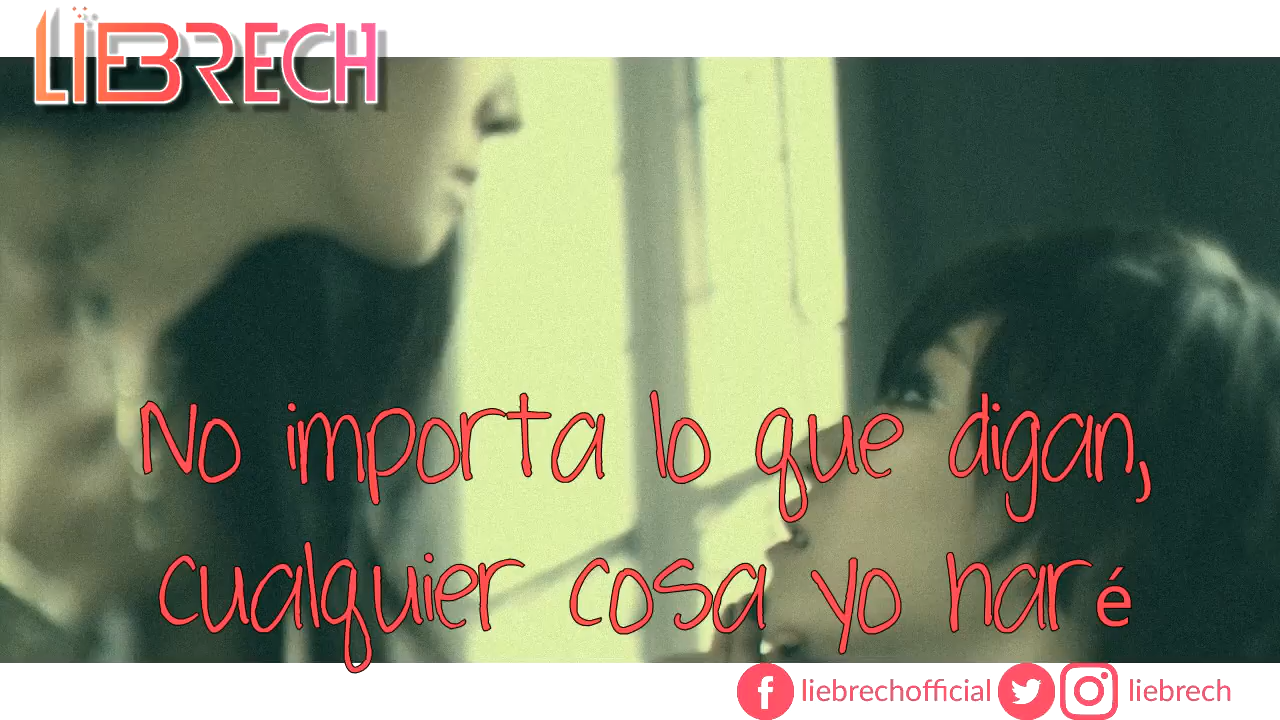 LIEBRECH
No importa lo que digan,
cualquier cosa yo haré
liebrechofficial liebrech